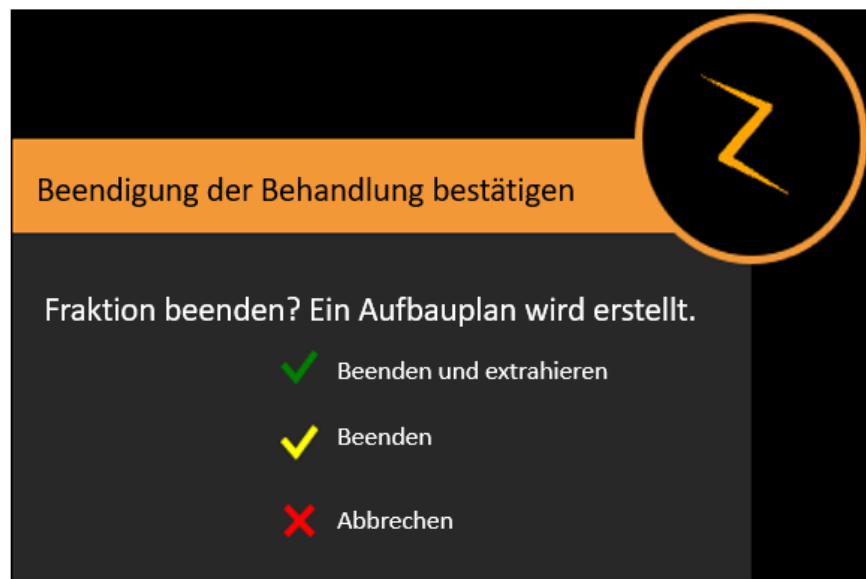 Beendigung der Behandlung bestätigen
Fraktion beenden? Ein Aufbauplan wird erstellt.
Beenden und extrahieren
Beenden
Abbrechen